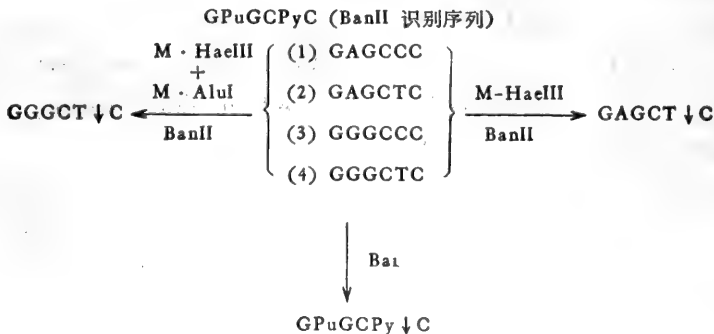 GPuGCPyC (BanII 识别序列)
M · HaeIII
+
M · AluI
BanII
GGGCT↓C
(1) GAGCCC
(2) GAGCTC
(3) GGGCCC
(4) GGGCTC
M-HaeIII
BanII
GAGCT↓C
GPuGCPy↓C